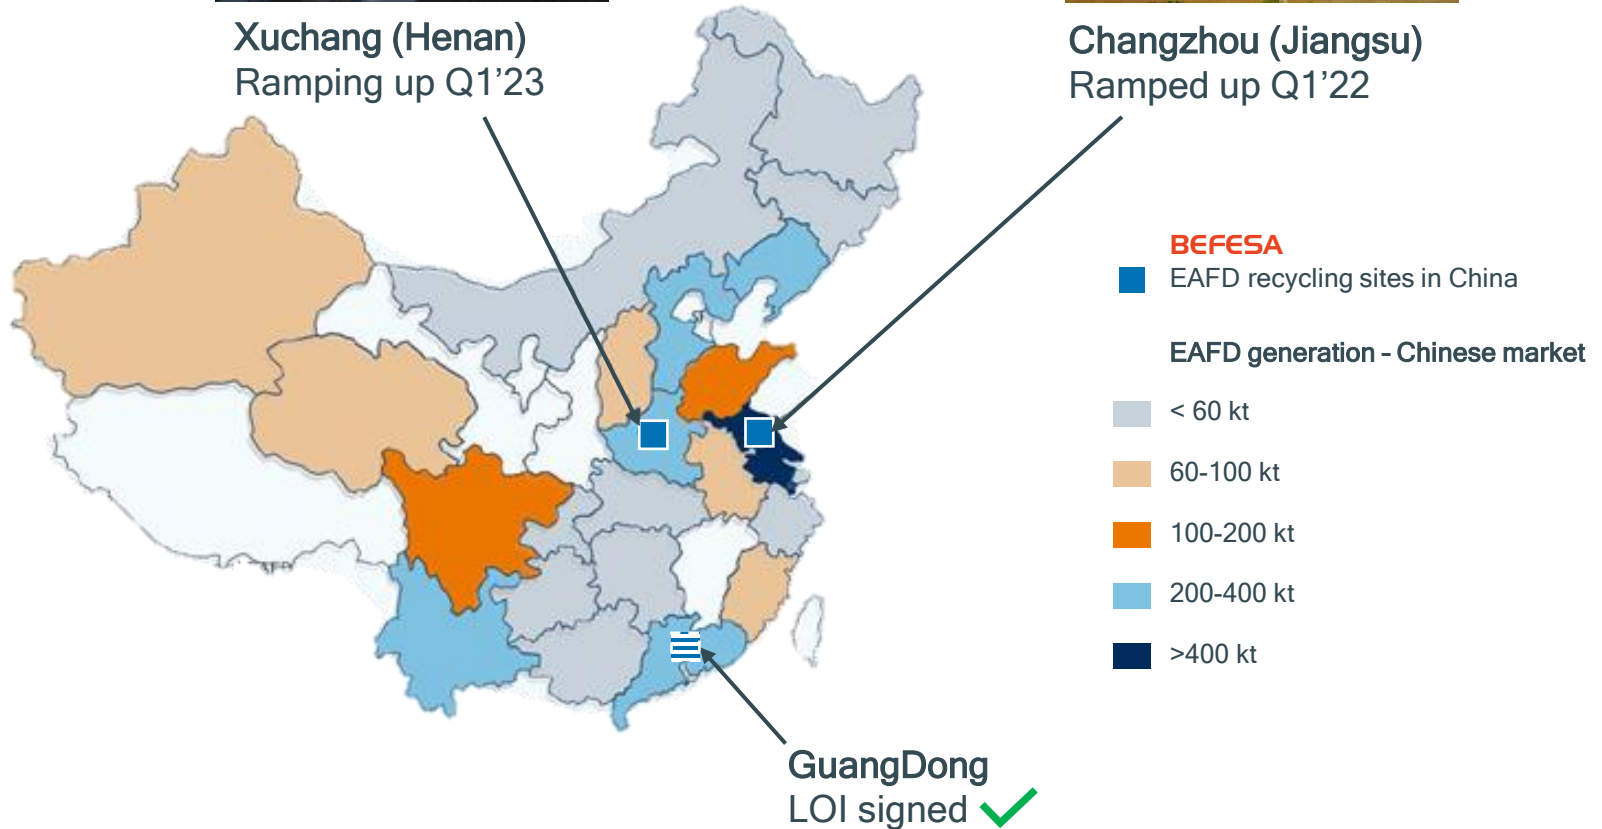 Xuchang (Henan)
Ramping up Q1’23
Changzhou (Jiangsu)
Ramped up Q1’22
BEFESA
EAFD recycling sites in China
EAFD generation – Chinese market
< 60 kt
60-100 kt
100-200 kt
200-400 kt
>400 kt
GuangDong
LOI signed